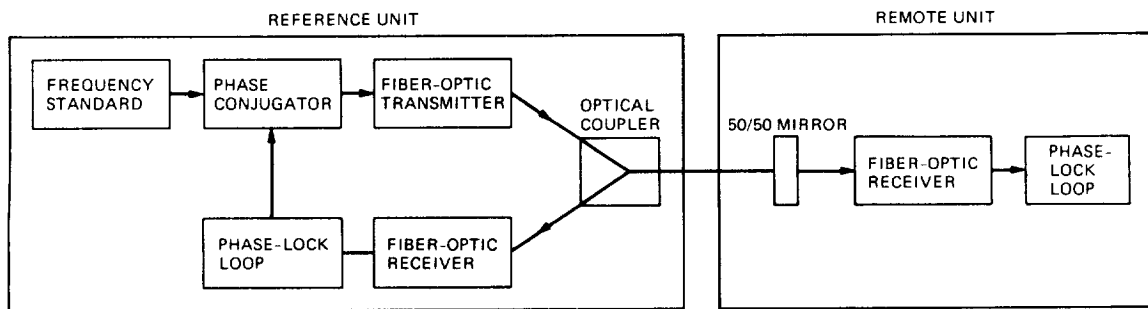 REFERENCE UNIT
REMOTE UNIT
FREQUENCY
STANDARD
PHASE
CONJUGATOR
FIBER-OPTIC
TRANSMITTER
OPTICAL
COUPLER
50/50 MIRROR
FIBER-OPTIC
RECEIVER
PHASE-
LOCK
LOOP
PHASE-LOCK
LOOP
FIBER-OPTIC
RECEIVER